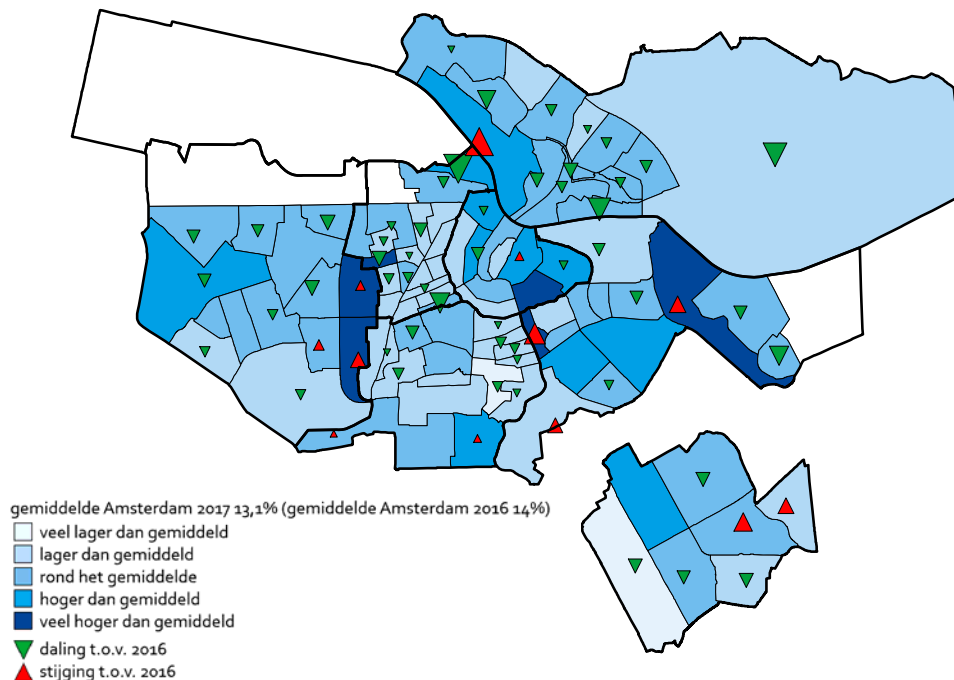 gemiddelde Amsterdam 2017 13,1% (gemiddelde Amsterdam 2016 14%)
veel lager dan gemiddeld
lager dan gemiddeld
rond het gemiddelde
hoger dan gemiddeld
veel hoger dan gemiddeld
daling t.o.v. 2016
stijging t.o.v. 2016